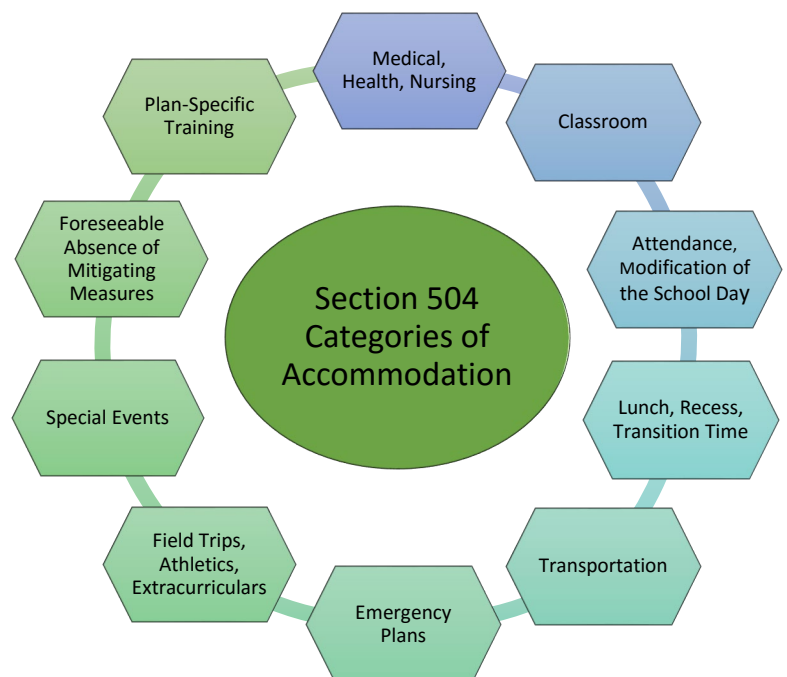 Medical,
Health, Nursing
Classroom
Attendance,
Modification of
the School Day
Lunch, Recess,
Transition Time
Transportation
Emergency
Plans
Field Trips,
Athletics,
Extracurriculars
Special Events
Foreseeable
Absence of
Mitigating
Measures
Plan-Specific
Training
Section 504
Categories of
Accommodation